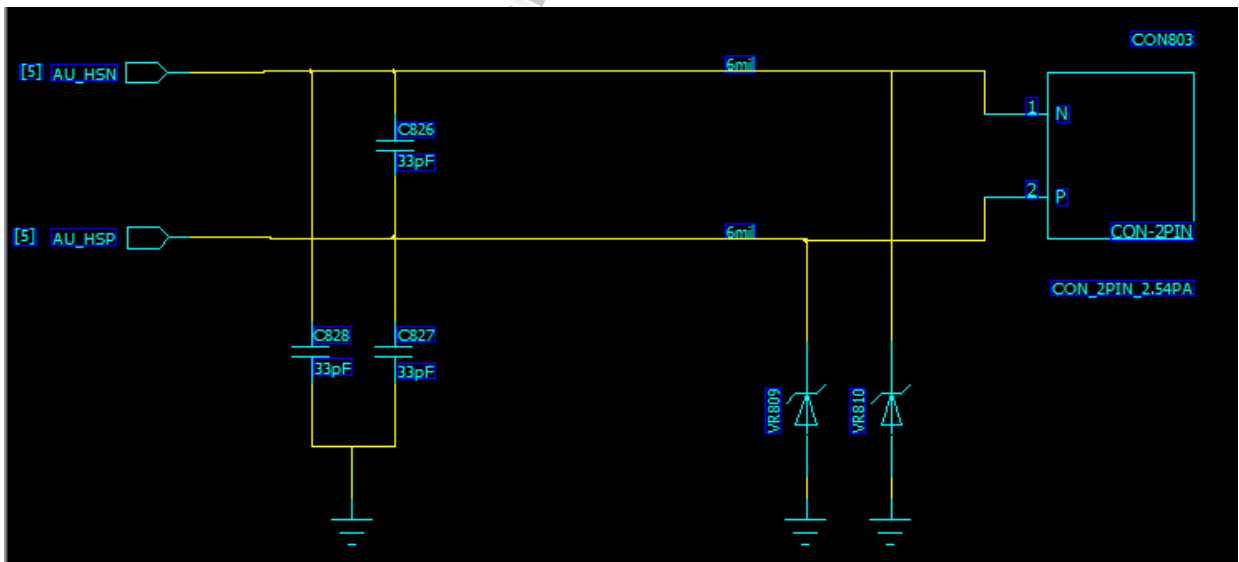 CON803
[5] AU_HSN
6mil
1 N
C826
33pF
2 P
[5] AU_HSP
6mil
CON-2PIN
CON_2PIN_2.54PA
C828
C827
33pF
33pF
VR809
VR810